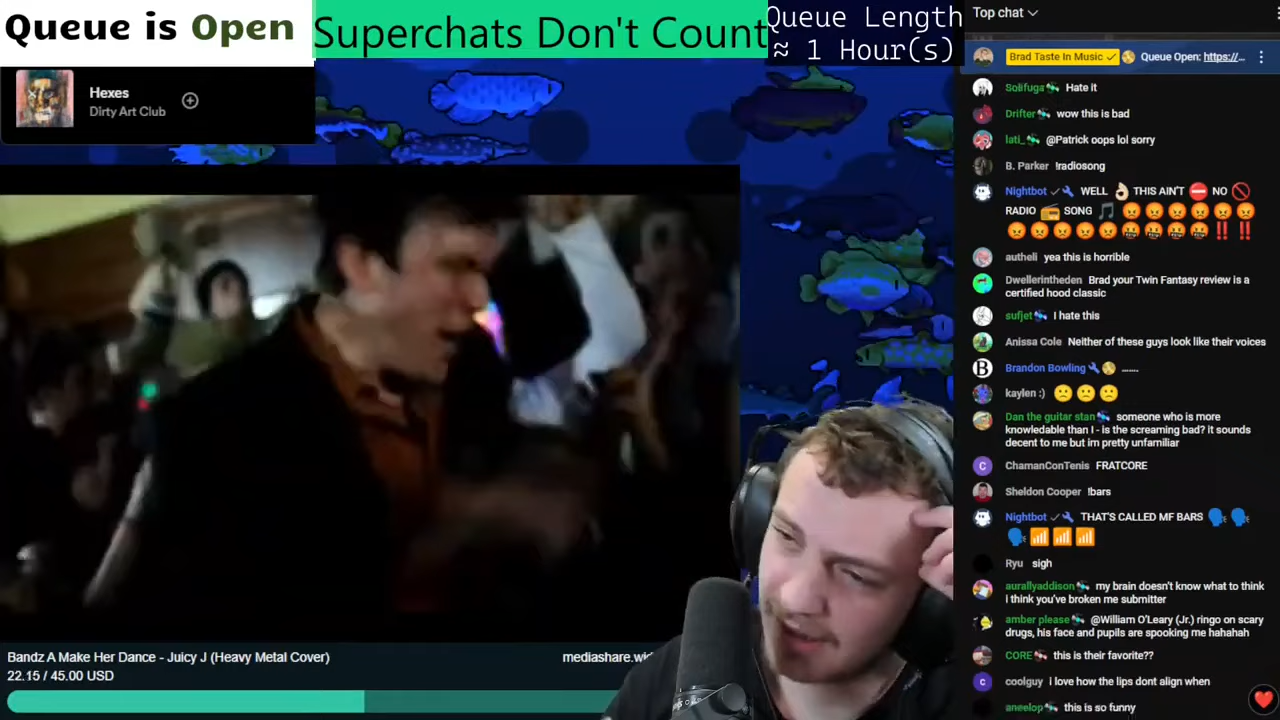 Queue is Open
Superchats Don't Count
Queue Length
≈ 1 Hour(s)
Hexes
Dirty Art Club
Bandz A Make Her Dance - Juicy J (Heavy Metal Cover)
mediashare.
22.15 / 45.00 USD
Top chat
Brad Taste In Music ✓ Queue Open: https://...
Solifuga Hate it
Drifter wow this is bad
lati_ @Patrick oops lol sorry
B. Parker !radiosong
Nightbot ✓ WELL 👌🏻 THIS AIN'T ⛔ NO 🚫
RADIO 📻 SONG 🎵 😡 😡 😡 😡 😡 😡 😡
😡 😡 😡 😡 😡 🤬 🤬 🤬 🤬 ‼️ ‼️
autheli yea this is horrible
Dwellerintheden Brad your Twin Fantasy review is a
certified hood classic
sufjet I hate this
Anissa Cole Neither of these guys look like their voices
B Brandon Bowling .......
kaylen :) 🙁 🙁 🙁
Dan the guitar stan someone who is more
knowledable than I - is the screaming bad? it sounds
decent to me but im pretty unfamiliar
C ChamanConTenis FRATCORE
Sheldon Cooper !bars
Nightbot ✓ THAT'S CALLED MF BARS 🗣️ 🗣️
🗣️ 📶 📶 📶
Ryu sigh
aurallyaddison my brain doesn't know what to think
i think you've broken me submitter
amber please @William O'Leary (Jr.) ringo on scary
drugs, his face and pupils are spooking me hahahah
CORE this is their favorite??
C coolguy i love how the lips dont align when
aneelop this is so funny